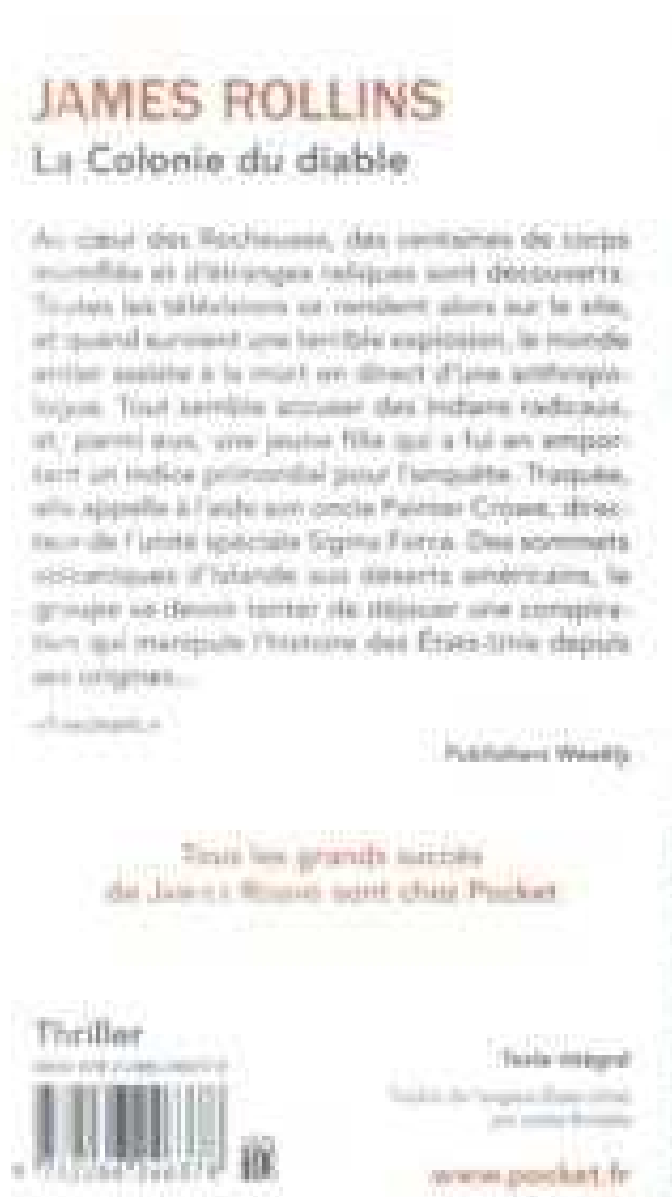 JAMES ROLLINS
La Colonie du diable
Au cœur des Rocheuses, des centaines de corps
momifiés et d'étranges reliques sont découverts.
Toutes les télévisions se rendent alors sur le site,
et quand survient une terrible explosion, le monde
entier assiste à la mort en direct d'une anthropo-
logue. Tout semble accuser des Indiens radicaux,
et, parmi eux, une jeune fille qui a fui en empor-
tant un indice primordial pour l'enquête. Traquée,
elle appelle à l'aide son oncle Painter Crowe, direc-
teur de l'unité spéciale Sigma Force. Des sommets
volcaniques d'Islande aux déserts américains, le
groupe va devoir tenter de déjouer une conspira-
tion qui manipule l'histoire des États-Unis depuis
ses origines...
Publishers Weekly
Tous les grands succès
de James Rollins sont chez Pocket
Thriller
Texte intégral
www.pocket.fr